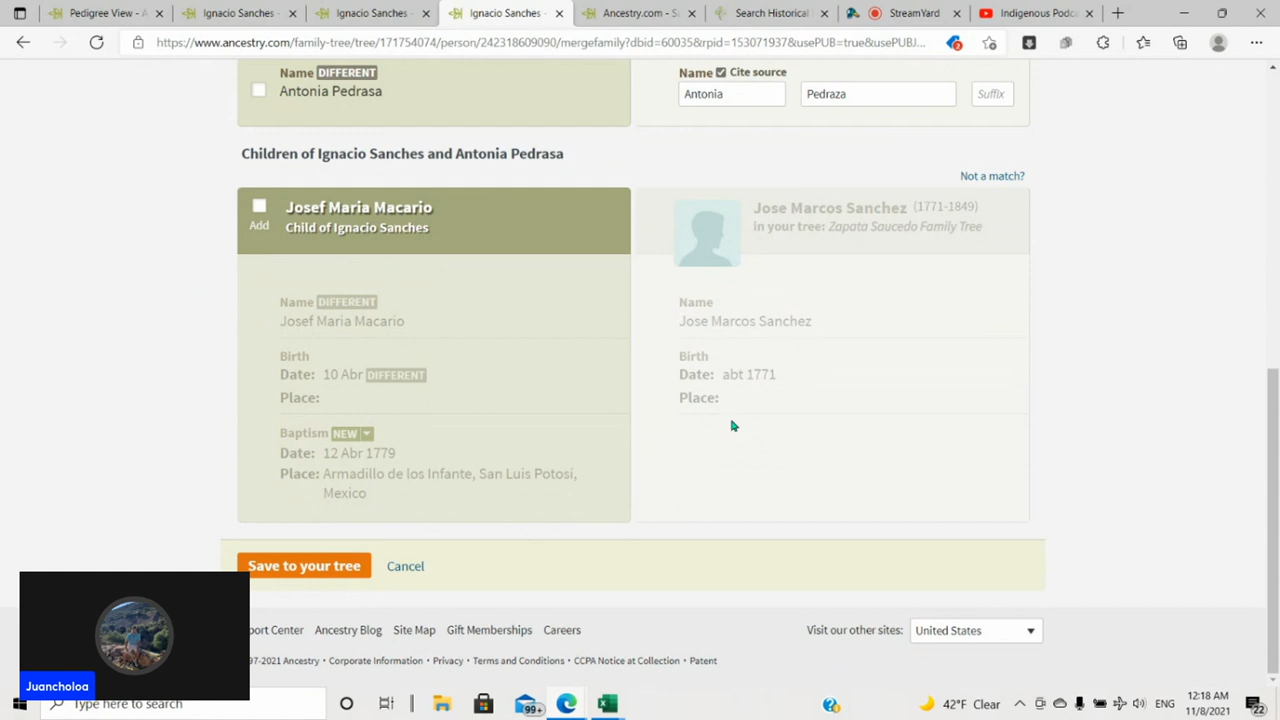 Pedigree View - A
Ignacio Sanches -
Ignacio Sanches -
Ignacio Sanches -
Ancestry.com - S
Search Historical
StreamYard
Indigenous Podc
https://www.ancestry.com/family-tree/tree/171754074/person/242318609090/mergefamily?dbid=60035&rpid=153071937&usePUB=true&usePUBJ...
Name DIFFERENT
Antonia Pedrasa
Name Cite source
Antonia Pedraza Suffix
Children of Ignacio Sanches and Antonia Pedrasa
Not a match?
Add
Josef Maria Macario
Child of Ignacio Sanches
Jose Marcos Sanchez (1771-1849)
in your tree: Zapata Saucedo Family Tree
Name DIFFERENT
Josef Maria Macario
Birth
Date: 10 Abr DIFFERENT
Place:
Baptism NEW
Date: 12 Abr 1779
Place: Armadillo de los Infante, San Luis Potosi,
Mexico
Name
Jose Marcos Sanchez
Birth
Date: abt 1771
Place:
Save to your tree Cancel
port Center Ancestry Blog Site Map Gift Memberships Careers
Visit our other sites: United States
97-2021 Ancestry • Corporate Information • Privacy • Terms and Conditions • CCPA Notice at Collection • Patent
Juancholoa
Type here to search
99+
42°F Clear
ENG
12:18 AM
11/8/2021
22